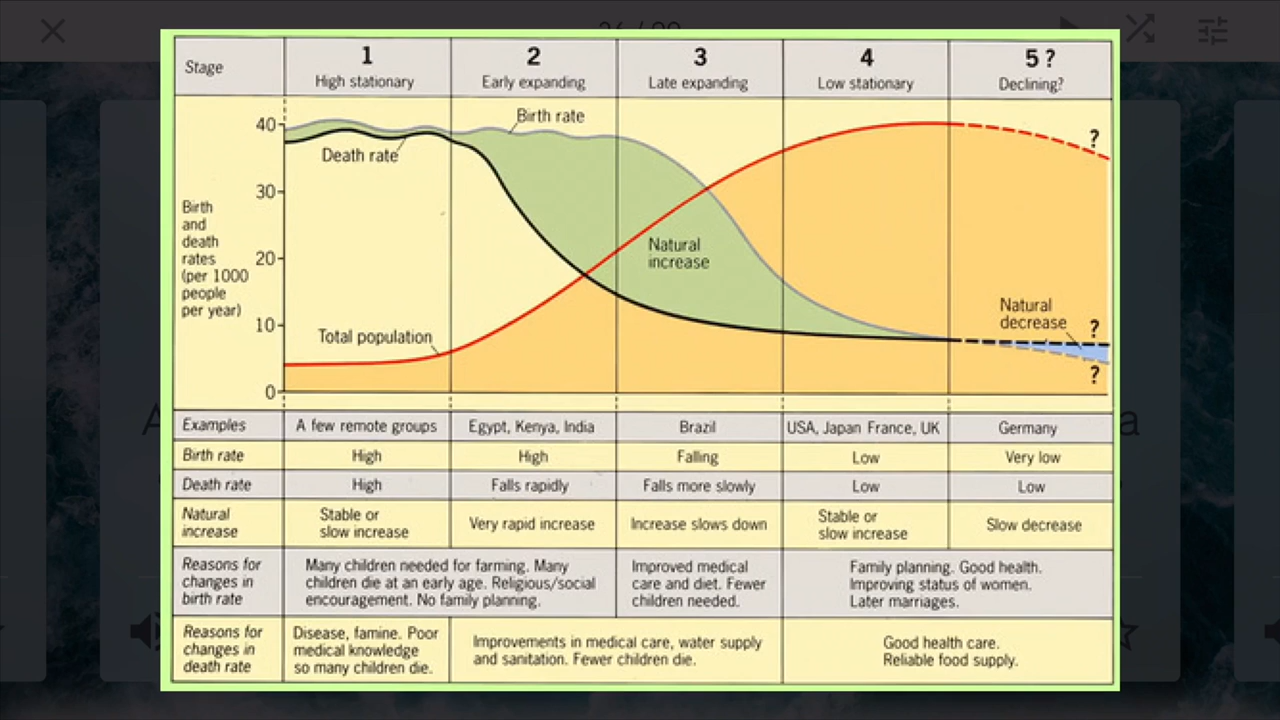 Stage
1
High stationary
2
Early expanding
3
Late expanding
4
Low stationary
5 ?
Declining?
Birth
and
death
rates
(per 1000
people
per year)
40
30
20
10
0
Birth rate
Death rate
Total population
Natural
increase
Natural
decrease
?
?
?
Examples
A few remote groups
Egypt, Kenya, India
Brazil
USA, Japan France, UK
Germany
Birth rate
High
High
Falling
Low
Very low
Death rate
High
Falls rapidly
Falls more slowly
Low
Low
Natural
increase
Stable or
slow increase
Very rapid increase
Increase slows down
Stable or
slow increase
Slow decrease
Reasons for
changes in
birth rate
Many children needed for farming. Many
children die at an early age. Religious/social
encouragement. No family planning.
Improved medical
care and diet. Fewer
children needed.
Family planning. Good health.
Improving status of women.
Later marriages.
Reasons for
changes in
death rate
Disease, famine. Poor
medical knowledge
so many children die.
Improvements in medical care, water supply
and sanitation. Fewer children die.
Good health care.
Reliable food supply.